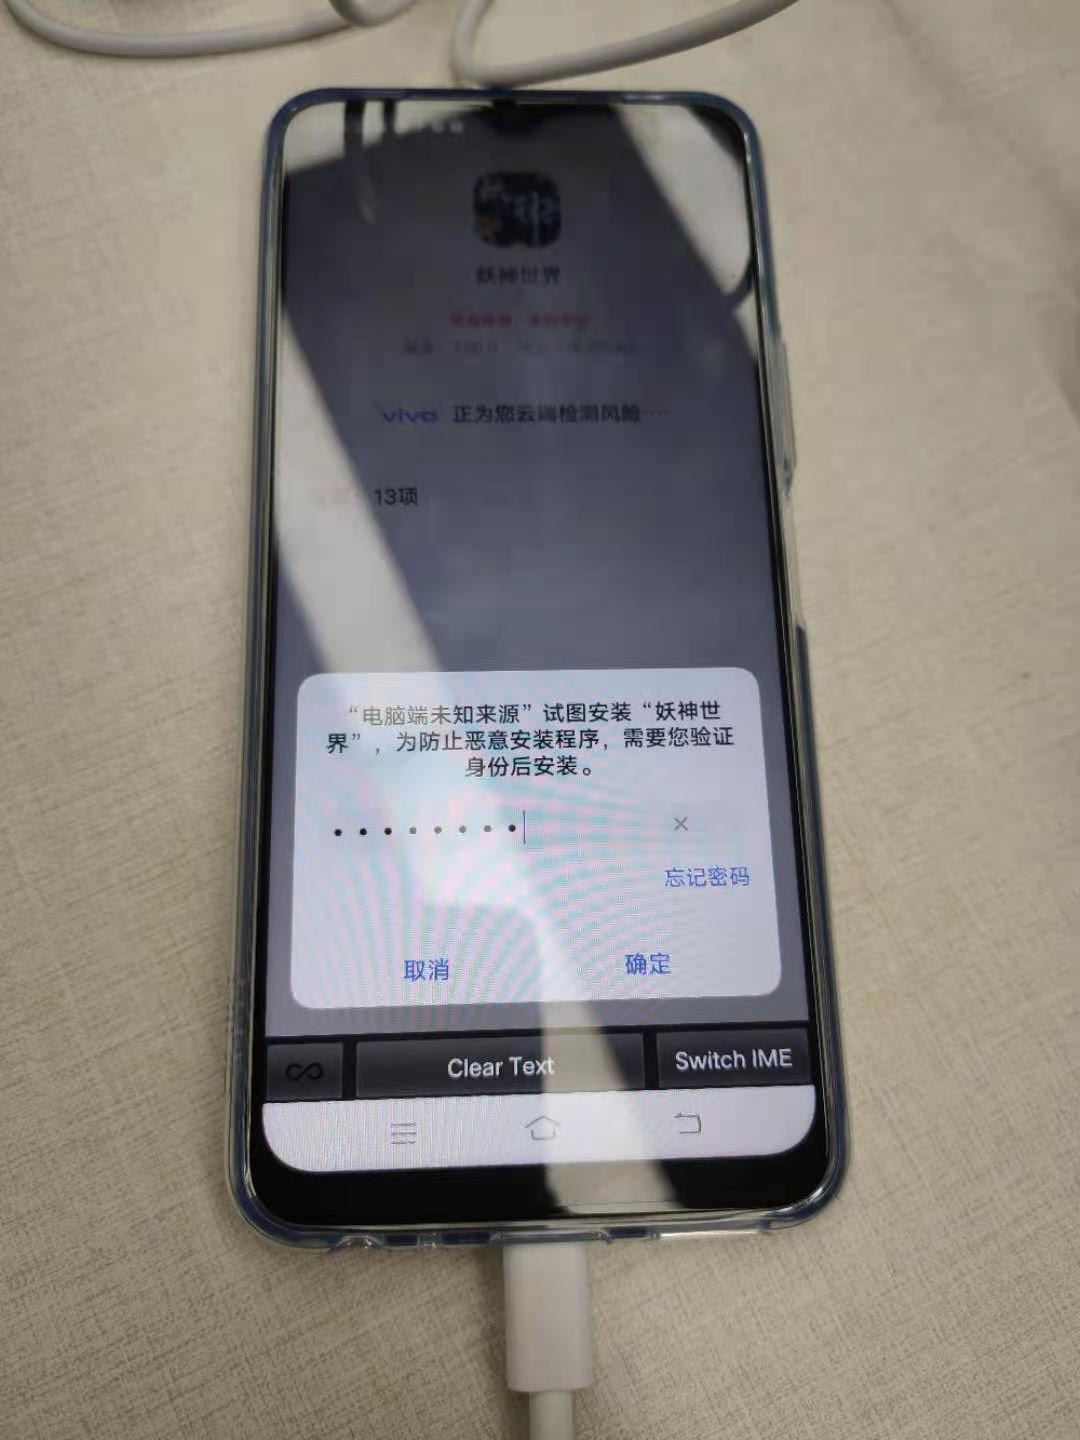 妖神世界
vivo 正为您云端检测风险····
13项
“电脑端未知来源”试图安装“妖神世
界”，为防止恶意安装程序，需要您验证
身份后安装。
忘记密码
取消
确定
Clear Text
Switch IME